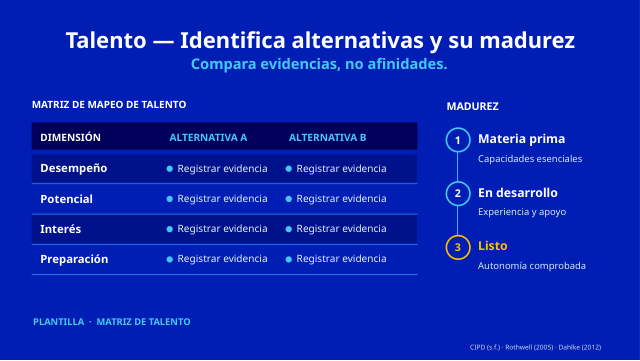 Talento — Identifica alternativas y su madurez
Compara evidencias, no afinidades.
MATRIZ DE MAPEO DE TALENTO
DIMENSIÓN ALTERNATIVA A ALTERNATIVA B
Desempeño Registrar evidencia Registrar evidencia
Potencial Registrar evidencia Registrar evidencia
Interés Registrar evidencia Registrar evidencia
Preparación Registrar evidencia Registrar evidencia
MADUREZ
1 Materia prima
Capacidades esenciales
2 En desarrollo
Experiencia y apoyo
3 Listo
Autonomía comprobada
PLANTILLA · MATRIZ DE TALENTO
CIPD (s.f.) · Rothwell (2005) · Dahlke (2012)